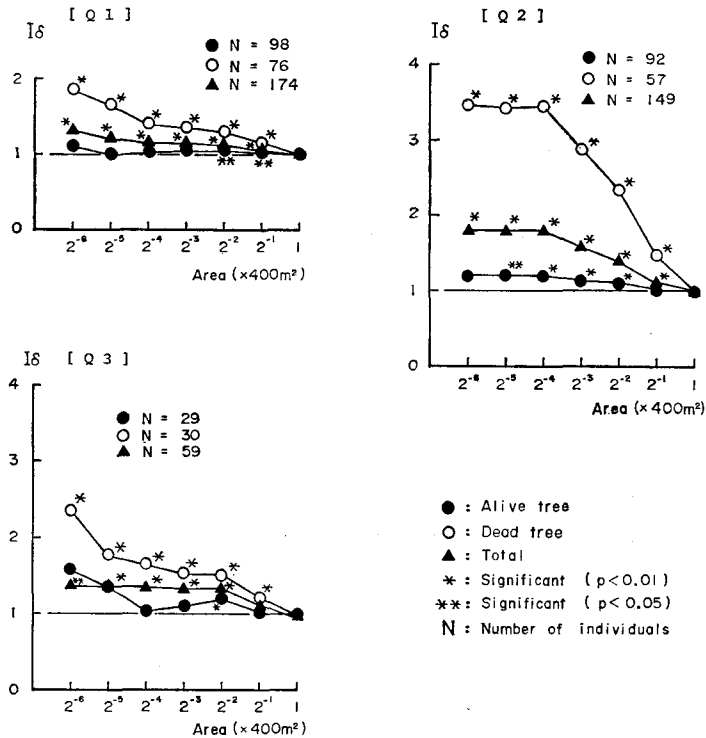 [ Q 1 ]
Iδ
● N = 98
○ N = 76
▲ N = 174
2
1
0
* * * * * *
* * * * * *
** **
2⁻⁶ 2⁻⁵ 2⁻⁴ 2⁻³ 2⁻² 2⁻¹ 1
Area (×400m²)
[ Q 2 ]
Iδ
● N = 92
○ N = 57
▲ N = 149
4
3
2
1
0
* * * * * *
* * * * * *
** * * *
2⁻⁶ 2⁻⁵ 2⁻⁴ 2⁻³ 2⁻² 2⁻¹ 1
Area (×400m²)
Iδ [ Q 3 ]
● N = 29
○ N = 30
▲ N = 59
4
3
2
1
0
* * * * * *
** * * * *
*
2⁻⁶ 2⁻⁵ 2⁻⁴ 2⁻³ 2⁻² 2⁻¹ 1
Area (×400m²)
● : Alive tree
○ : Dead tree
▲ : Total
* : Significant ( p<0.01 )
** : Significant ( p<0.05 )
N : Number of individuals